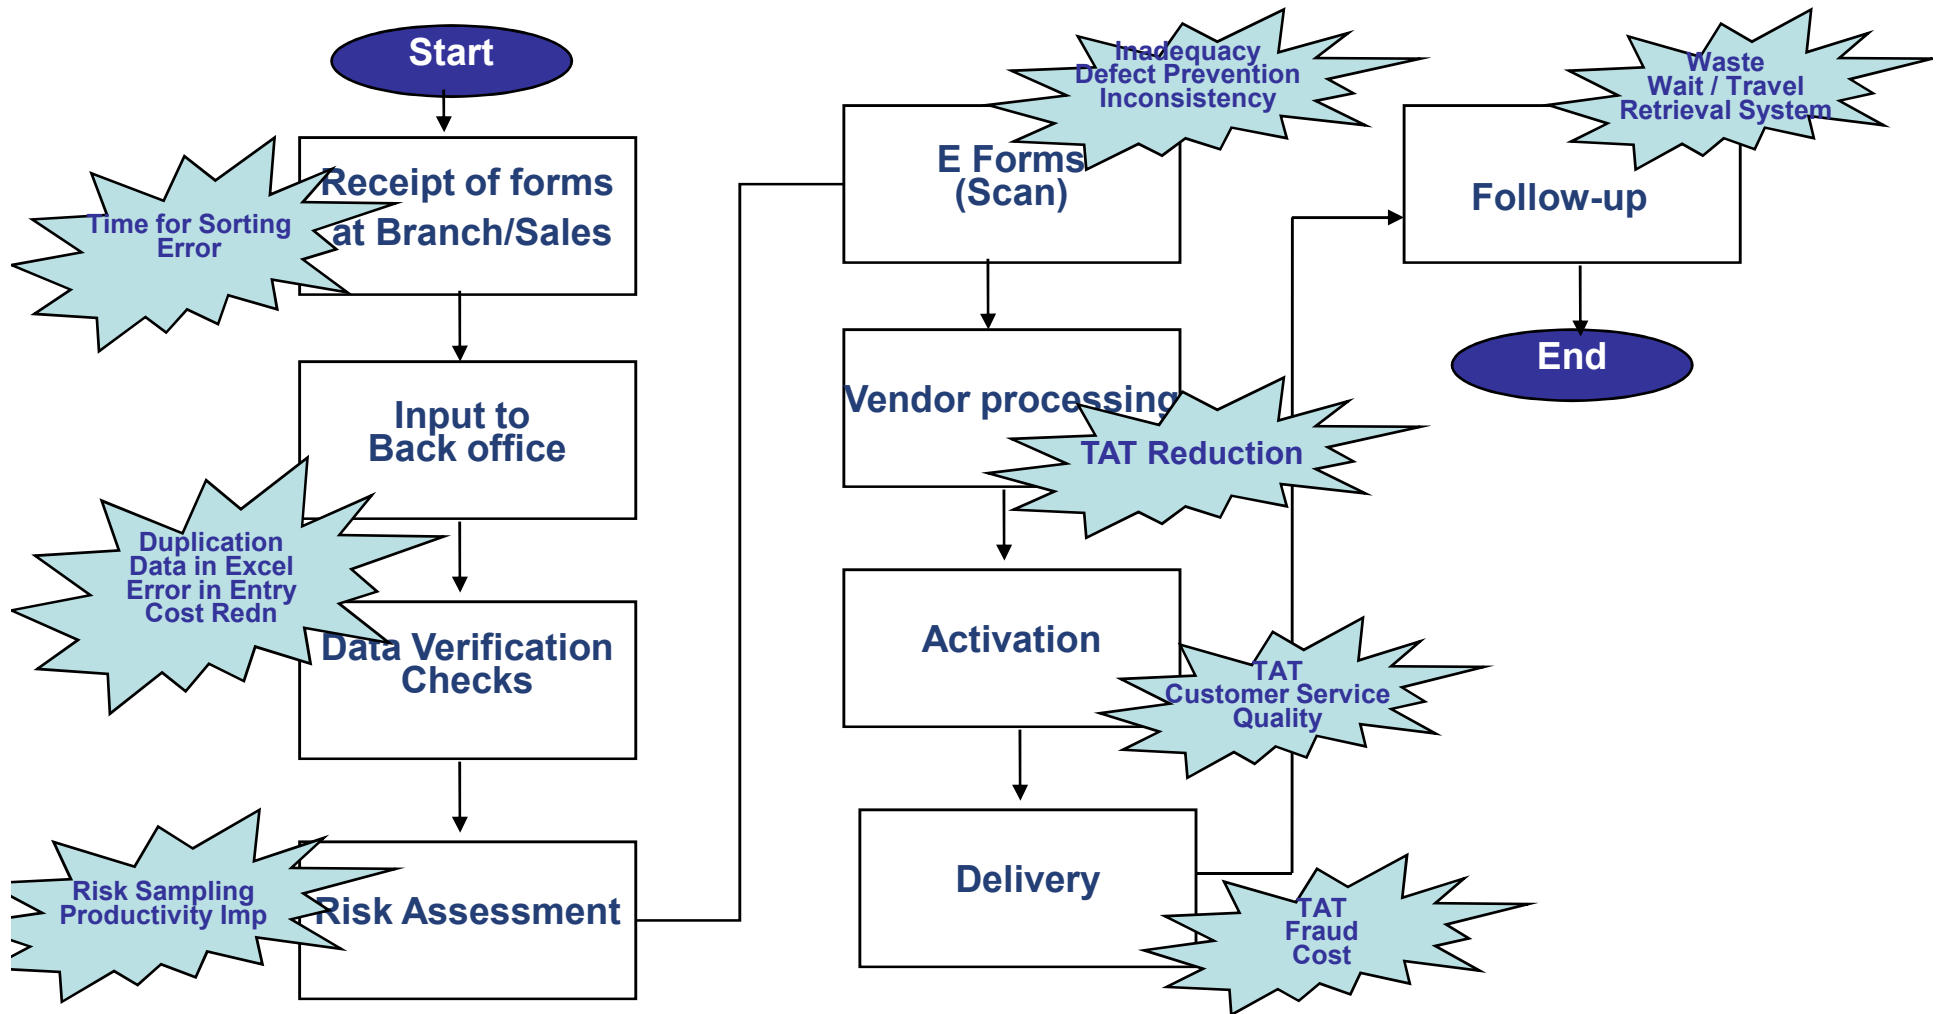 Start
Receipt of forms
at Branch/Sales
Time for Sorting
Error
Input to
Back office
Duplication
Data in Excel
Error in Entry
Cost Redn
Data Verification
Checks
Risk Sampling
Productivity Imp
Risk Assessment
Inadequacy
Defect Prevention
Inconsistency
E Forms
(Scan)
Vendor processing
TAT Reduction
Activation
TAT
Customer Service
Quality
Delivery
TAT
Fraud
Cost
Waste
Wait / Travel
Retrieval System
Follow-up
End